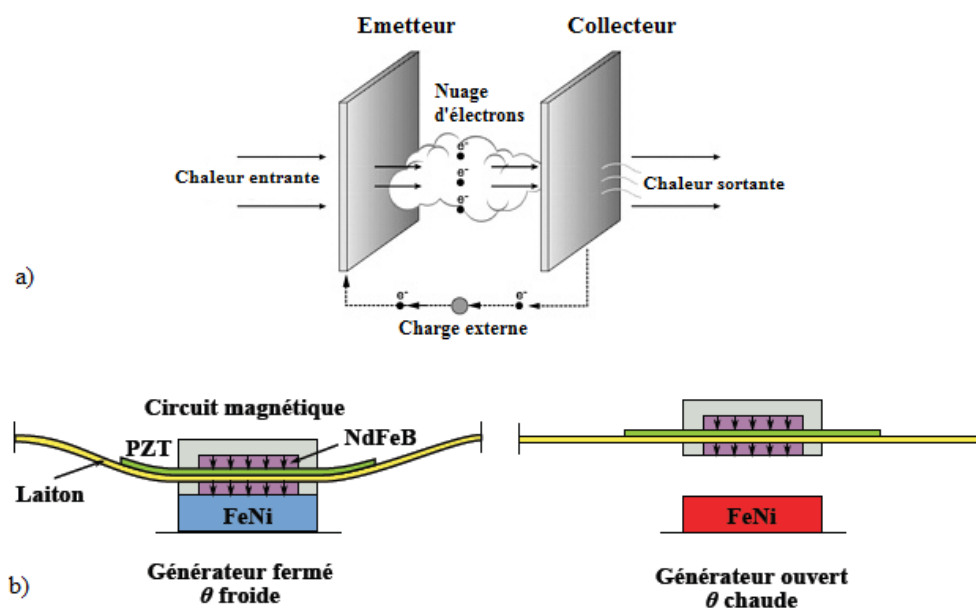 Emetteur
Collecteur
Nuage
d'électrons
e-
e-
e-
Chaleur entrante
Chaleur sortante
a)
e-
e-
Charge externe
Circuit magnétique
PZT
NdFeB
Laiton
FeNi
FeNi
Générateur fermé
θ froide
Générateur ouvert
θ chaude
b)